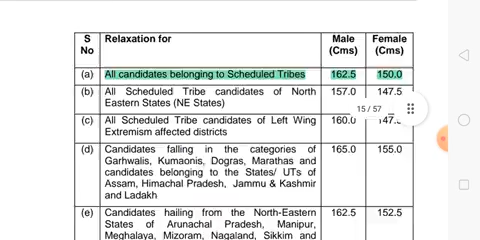 S No Relaxation for Male (Cms) Female (Cms)
(a) All candidates belonging to Scheduled Tribes 162.5 150.0
(b) All Scheduled Tribe candidates of North 157.0 147.5
Eastern States (NE States)
15 / 57
(c) All Scheduled Tribe candidates of Left Wing 160.0 147.5
Extremism affected districts
(d) Candidates falling in the categories of 165.0 155.0
Garhwalis, Kumaonis, Dogras, Marathas and
candidates belonging to the States/ UTs of
Assam, Himachal Pradesh, Jammu & Kashmir
and Ladakh
(e) Candidates hailing from the North-Eastern 162.5 152.5
States of Arunachal Pradesh, Manipur,
Meghalaya, Mizoram, Nagaland, Sikkim and